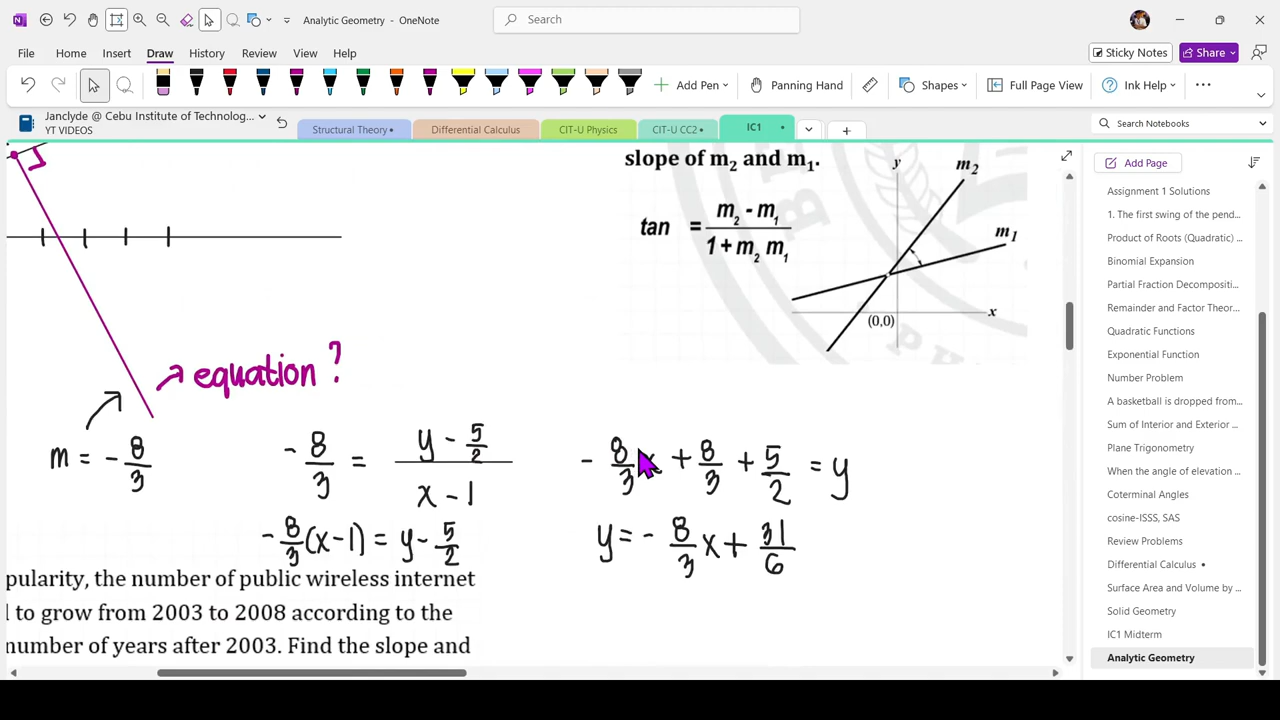 Analytic Geometry - OneNote
Search
File Home Insert Draw History Review View Help
Sticky Notes
Share
Add Pen
Panning Hand
Shapes
Full Page View
Ink Help
Janclyde @ Cebu Institute of Technolog...
YT VIDEOS
Structural Theory
Differential Calculus
CIT-U Physics
CIT-U CC2
IC1
Search Notebooks
Add Page
Assignment 1 Solutions
1. The first swing of the pend...
Product of Roots (Quadratic) ...
Binomial Expansion
Partial Fraction Decompositi...
Remainder and Factor Theor...
Quadratic Functions
Exponential Function
Number Problem
A basketball is dropped from...
Sum of Interior and Exterior ...
Plane Trigonometry
When the angle of elevation ...
Coterminal Angles
cosine-ISSS, SAS
Review Problems
Differential Calculus
Surface Area and Volume by ...
Solid Geometry
IC1 Midterm
Analytic Geometry
slope of m₂ and m₁.
tan = (m₂ - m₁)/(1 + m₂ m₁)
y
m₂
m₁
x
(0,0)
equation ?
m = -8/3
-8/3 = (y - 5/2)/(x - 1)
-8/3(x-1) = y - 5/2
-8/3x + 8/3 + 5/2 = y
y = -8/3x + 31/6
pularity, the number of public wireless internet
to grow from 2003 to 2008 according to the
number of years after 2003. Find the slope and